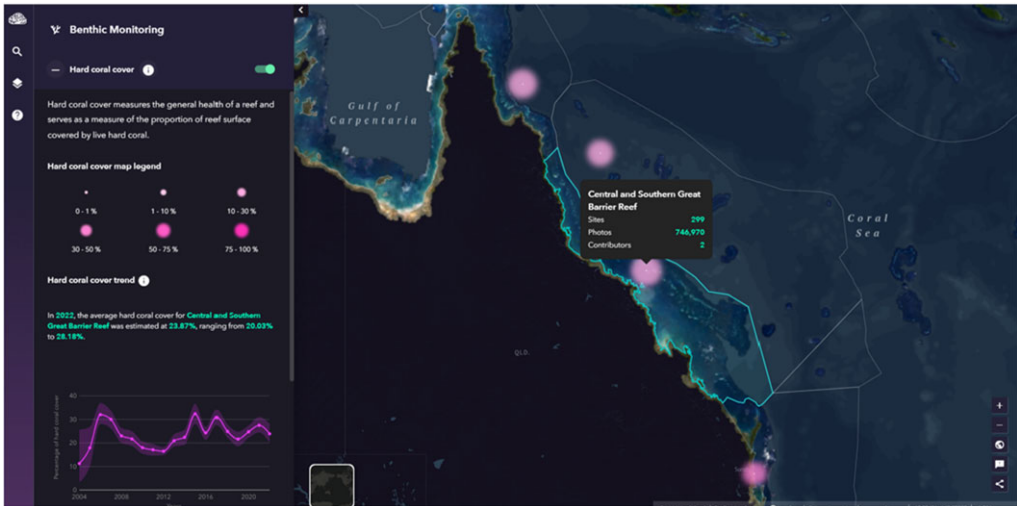 Benthic Monitoring
Hard coral cover
Hard coral cover measures the general health of a reef and
serves as a measure of the proportion of reef surface
covered by live hard coral.
Hard coral cover map legend
0 - 1 %
1 - 10 %
10 - 30 %
30 - 50 %
50 - 75 %
75 - 100 %
Hard coral cover trend
In 2022, the average hard coral cover for Central and Southern
Great Barrier Reef was estimated at 23.87%, ranging from 20.03%
to 28.18%.
Percentage of hard coral cover
40
30
20
10
0
2004
2008
2012
2016
2020
Gulf of
Carpentaria
Central and Southern Great
Barrier Reef
Sites 299
Photos 746,970
Contributors 2
Coral
Sea
QLD.